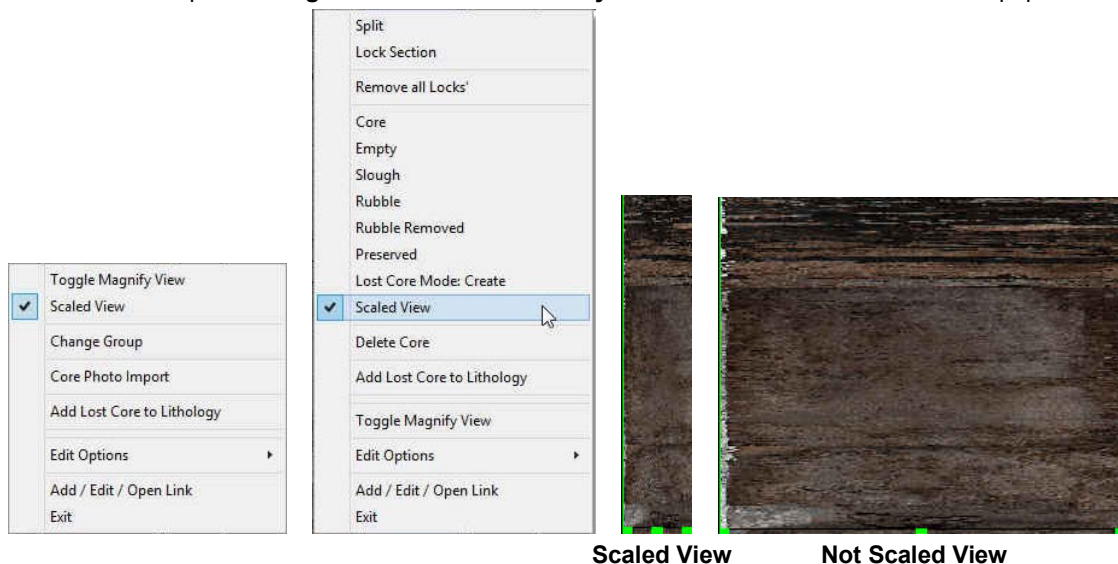 Toggle Magnify View
Scaled View
Change Group
Core Photo Import
Add Lost Core to Lithology
Edit Options
Add / Edit / Open Link
Exit
Split
Lock Section
Remove all Locks'
Core
Empty
Slough
Rubble
Rubble Removed
Preserved
Lost Core Mode: Create
Scaled View
Delete Core
Add Lost Core to Lithology
Toggle Magnify View
Edit Options
Add / Edit / Open Link
Exit
Scaled View
Not Scaled View